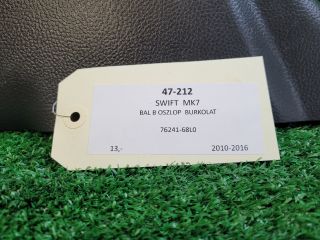 47-212
SWIFT MK7
BAL B OSZLOP BURKOLAT
76241-68L0
13,- 2010-2016